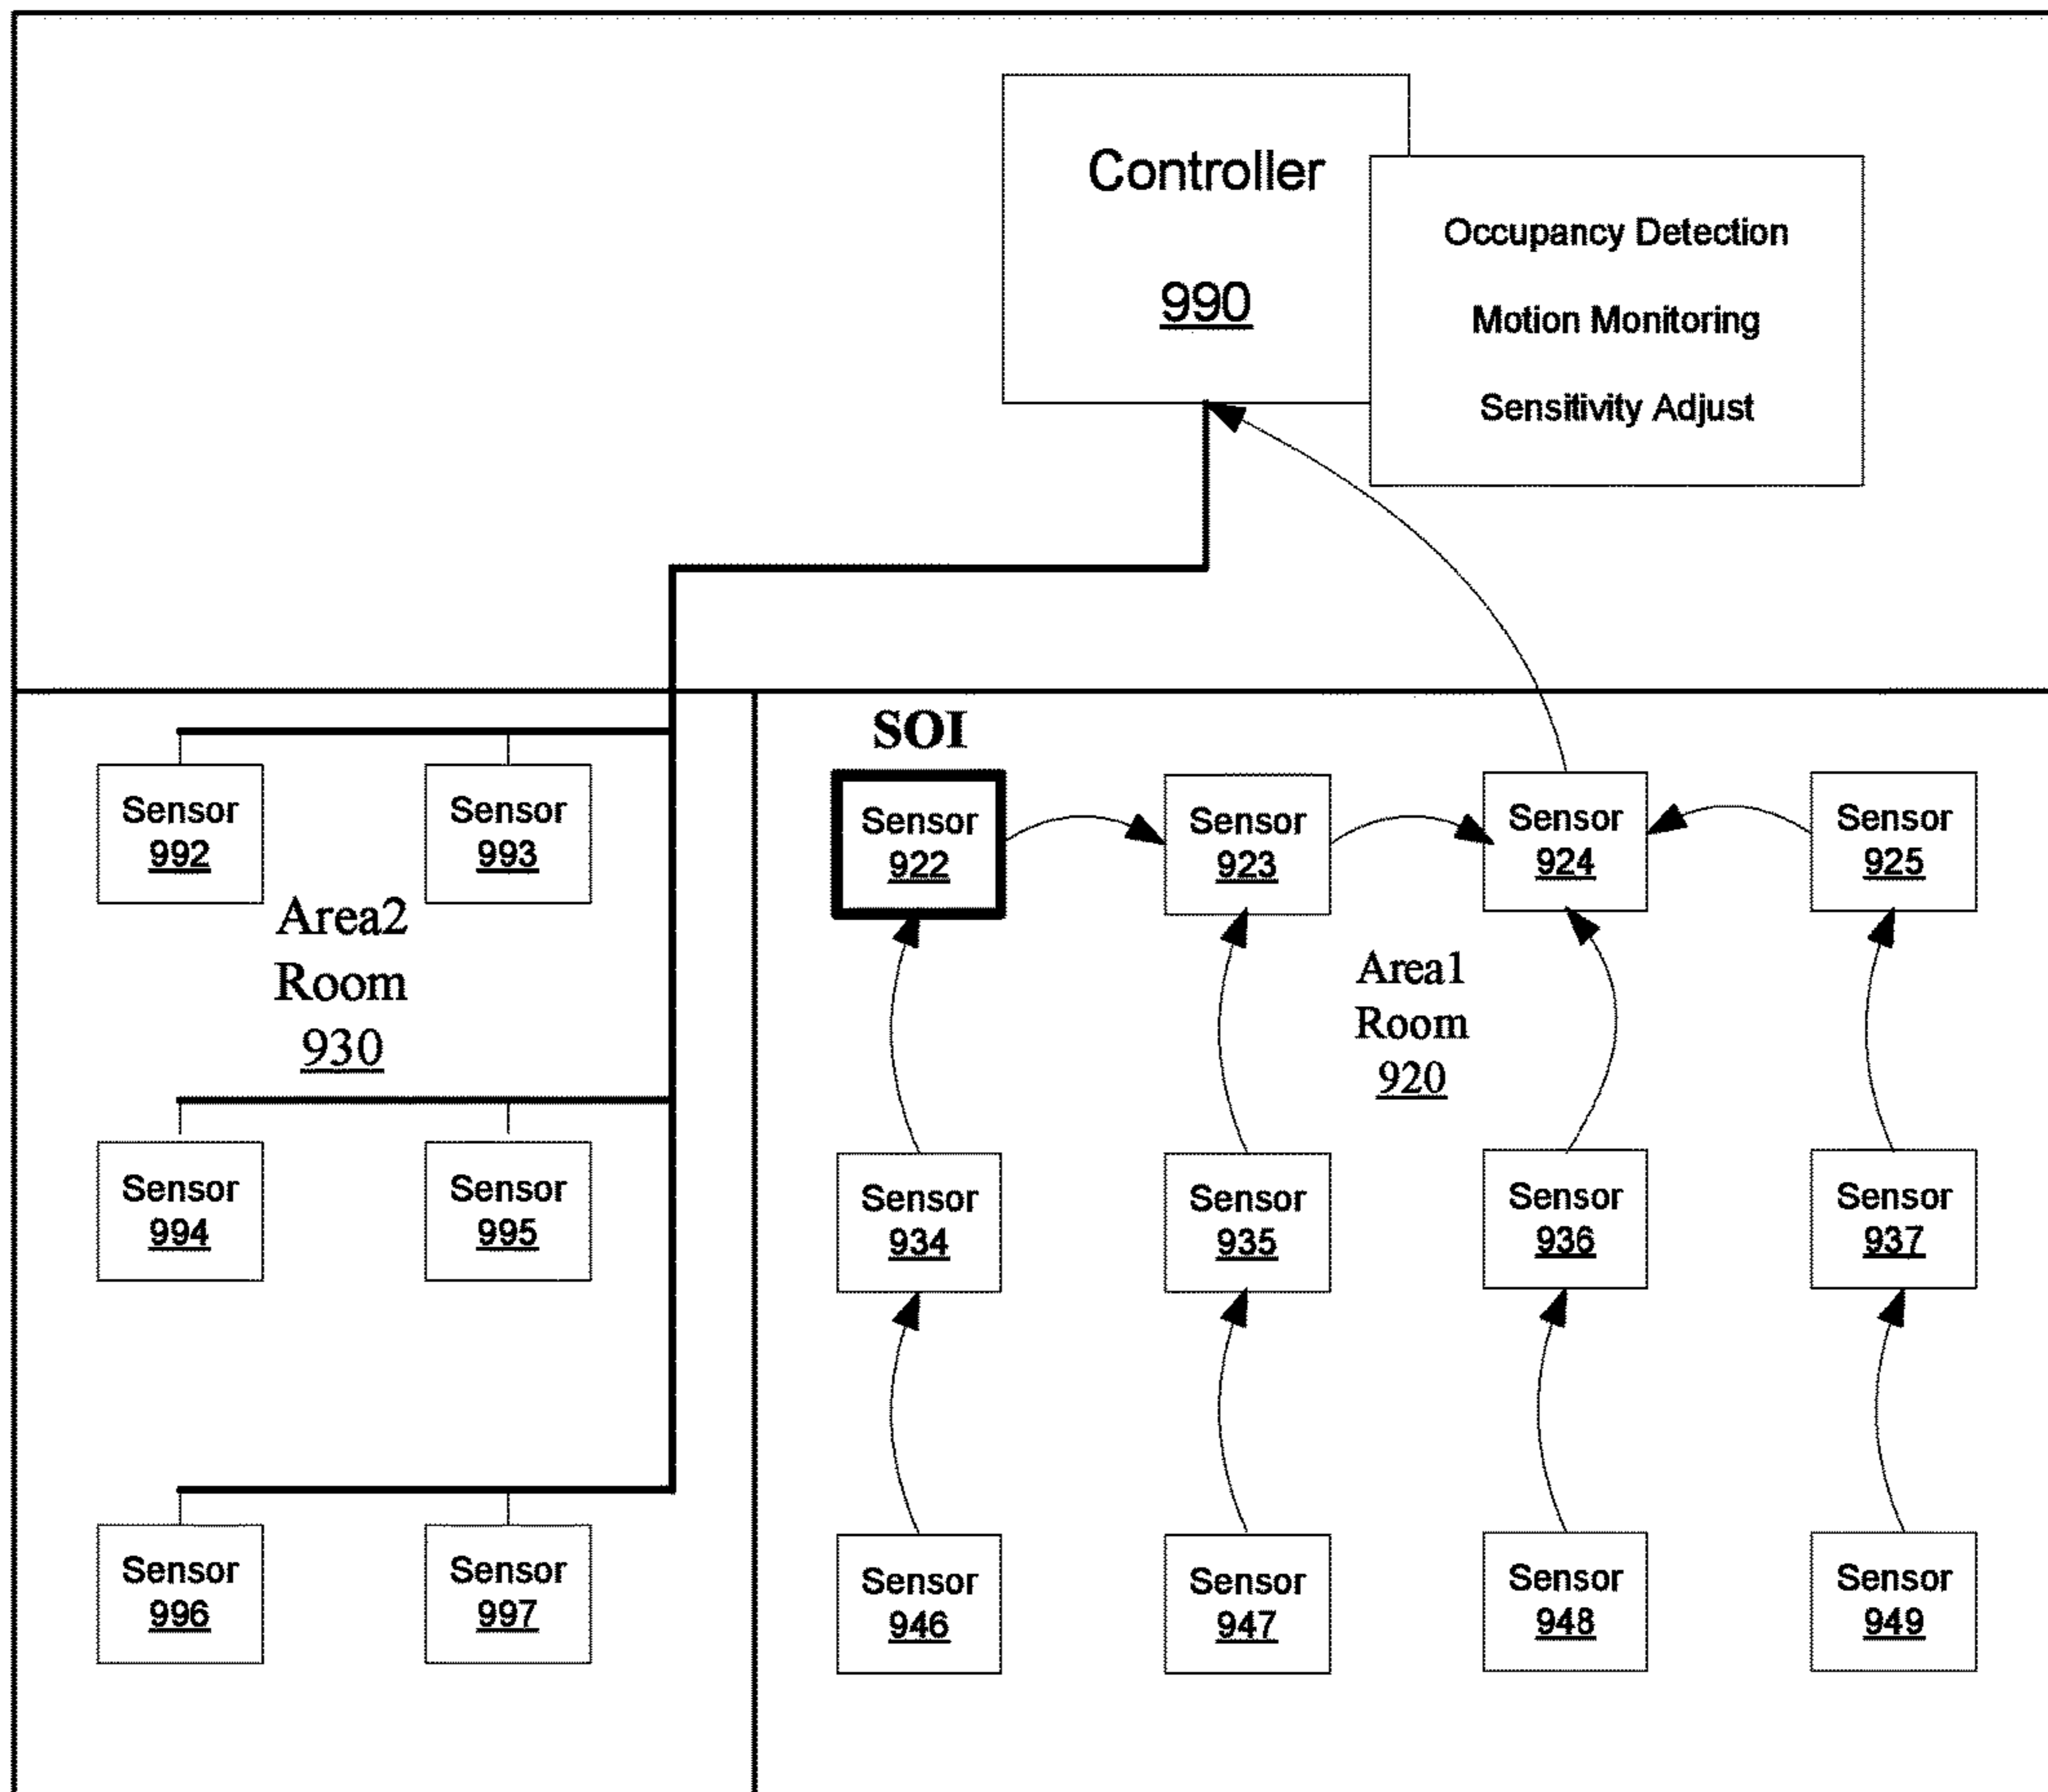 Controller
990
Occupancy Detection
Motion Monitoring
Sensitivity Adjust
SOI
Sensor
992
Sensor
993
Sensor
922
Sensor
923
Sensor
924
Sensor
925
Area2
Room
930
Area1
Room
920
Sensor
994
Sensor
995
Sensor
934
Sensor
935
Sensor
936
Sensor
937
Sensor
996
Sensor
997
Sensor
946
Sensor
947
Sensor
948
Sensor
949